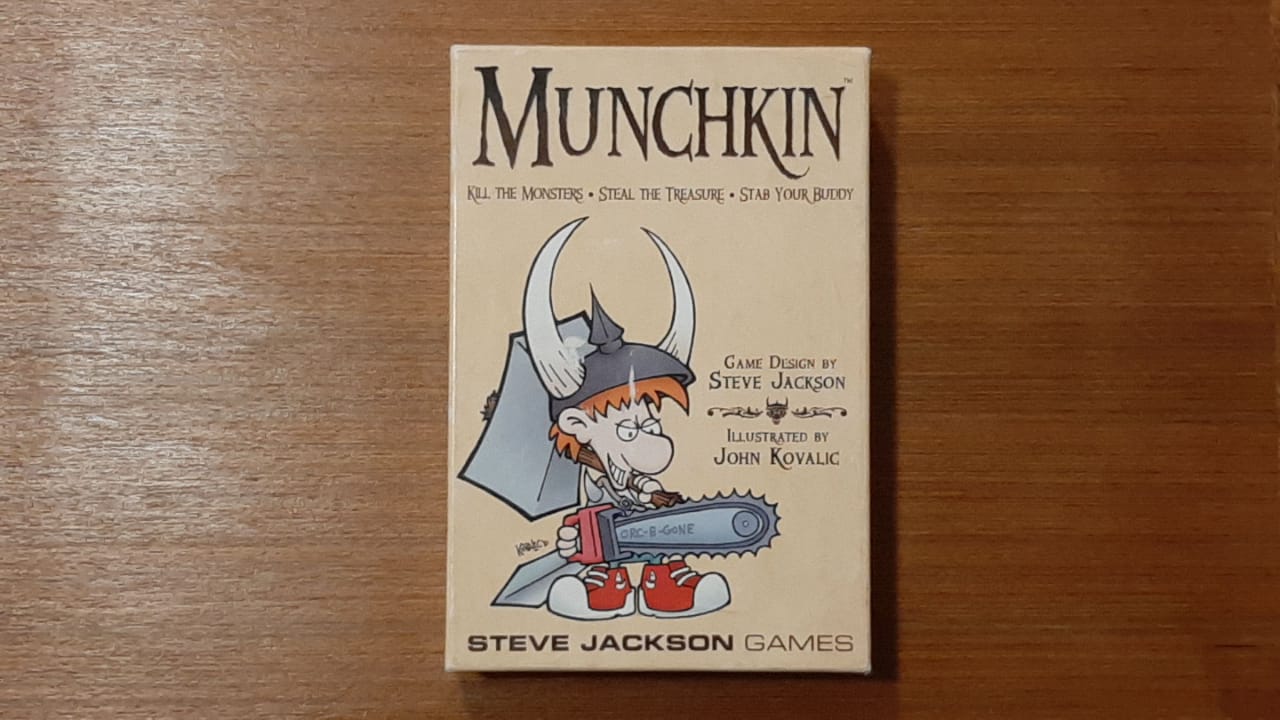 MUNCHKIN™
KILL THE MONSTERS • STEAL THE TREASURE • STAB YOUR BUDDY
GAME DESIGN BY
STEVE JACKSON
ILLUSTRATED BY
JOHN KOVALIC
ORC-B-GONE
KOVALIC
STEVE JACKSON GAMES